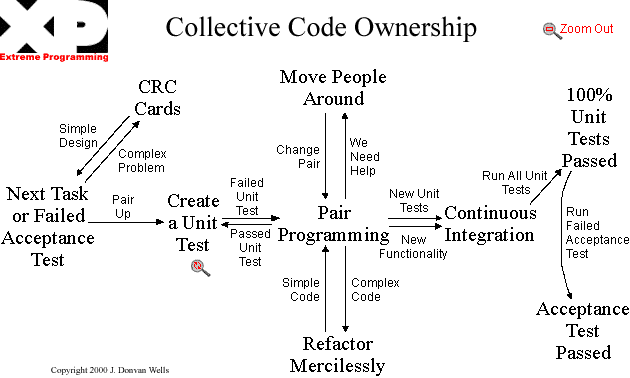 XP
Extreme Programming
Collective Code Ownership
Zoom Out
CRC
Cards
Simple
Design
Complex
Problem
Next Task
or Failed
Acceptance
Test
Pair
Up
Create
a Unit
Test
Failed
Unit
Test
Passed
Unit
Test
Move People
Around
Change
Pair
We
Need
Help
Pair
Programming
Simple
Code
Complex
Code
Refactor
Mercilessly
New Unit
Tests
New
Functionality
Continuous
Integration
Run All Unit
Tests
100%
Unit
Tests
Passed
Run
Failed
Acceptance
Test
Acceptance
Test
Passed
Copyright 2000 J. Donvan Wells